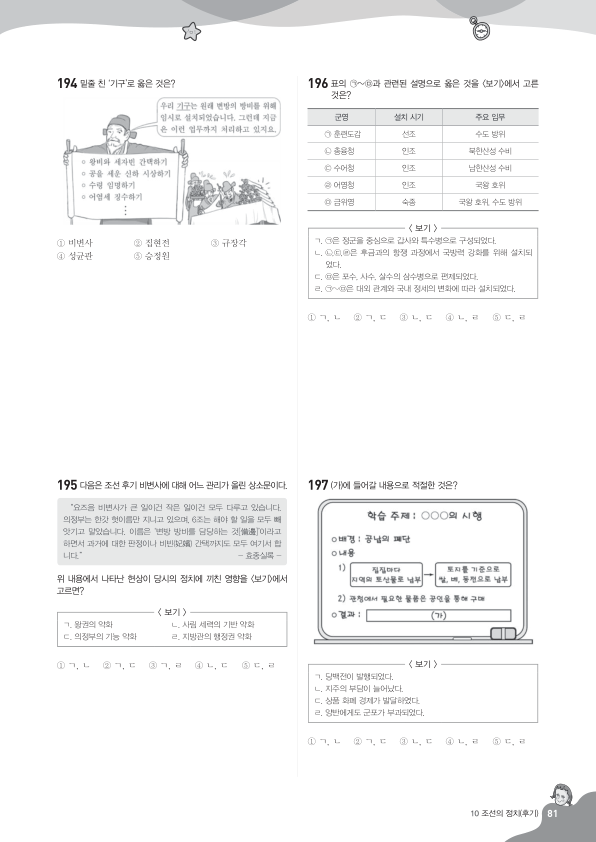 194 밑줄 친 '기구'로 옳은 것은?
우리 기구는 원래 변방의 방비를 위해
임시로 설치되었습니다. 그런데 지금
은 이런 업무까지 처리하고 있지요.
○ 왕비와 세자빈 간택하기
○ 공을 세운 신하 시상하기
○ 수령 임명하기
○ 어염세 징수하기
⋮
① 비변사 ② 집현전 ③ 규장각
④ 성균관 ⑤ 승정원
195 다음은 조선 후기 비변사에 대해 어느 관리가 올린 상소문이다.
"요즈음 비변사가 큰 일이건 작은 일이건 모두 다루고 있습니다.
의정부는 한갓 헛이름만 지니고 있으며, 6조는 해야 할 일을 모두 빼
앗기고 말았습니다. 이름은 '변방 방비를 담당하는 것[備邊]'이라고
하면서 과거에 대한 판정이나 비빈(妃嬪) 간택까지도 모두 여기서 합
니다."
- 효종실록 -
위 내용에서 나타난 현상이 당시의 정치에 끼친 영향을 〈보기〉에서
고르면?
〈 보기 〉
ㄱ. 왕권의 약화 ㄴ. 사림 세력의 기반 약화
ㄷ. 의정부의 기능 약화 ㄹ. 지방관의 행정권 약화
① ㄱ, ㄴ ② ㄱ, ㄷ ③ ㄱ, ㄹ ④ ㄴ, ㄷ ⑤ ㄷ, ㄹ
196 표의 ㉠~㉤과 관련된 설명으로 옳은 것을 〈보기〉에서 고른
것은?
군영 설치 시기 주요 임무
㉠ 훈련도감 선조 수도 방위
㉡ 총융청 인조 북한산성 수비
㉢ 수어청 인조 남한산성 수비
㉣ 어영청 인조 국왕 호위
㉤ 금위영 숙종 국왕 호위, 수도 방위
〈 보기 〉
ㄱ. ㉠은 정군을 중심으로 갑사와 특수병으로 구성되었다.
ㄴ. ㉡,㉢,㉣은 후금과의 항쟁 과정에서 국방력 강화를 위해 설치되
었다.
ㄷ. ㉤은 포수, 사수, 살수의 삼수병으로 편제되었다.
ㄹ. ㉠~㉤은 대외 관계와 국내 정세의 변화에 따라 설치되었다.
① ㄱ, ㄴ ② ㄱ, ㄷ ③ ㄴ, ㄷ ④ ㄴ, ㄹ ⑤ ㄷ, ㄹ
197 (가)에 들어갈 내용으로 적절한 것은?
학습 주제 : ○○○의 시행
○배경 : 공납의 폐단
○내용
1) 집집마다 지역의 토산물로 납부 → 토지를 기준으로 쌀, 베, 동전으로 납부
2) 관청에서 필요한 물품은 공인을 통해 구매
○결과 : (가)
〈 보기 〉
ㄱ. 당백전이 발행되었다.
ㄴ. 지주의 부담이 늘어났다.
ㄷ. 상품 화폐 경제가 발달하였다.
ㄹ. 양반에게도 군포가 부과되었다.
① ㄱ, ㄴ ② ㄱ, ㄷ ③ ㄴ, ㄷ ④ ㄴ, ㄹ ⑤ ㄷ, ㄹ
10 조선의 정치(후기) 81